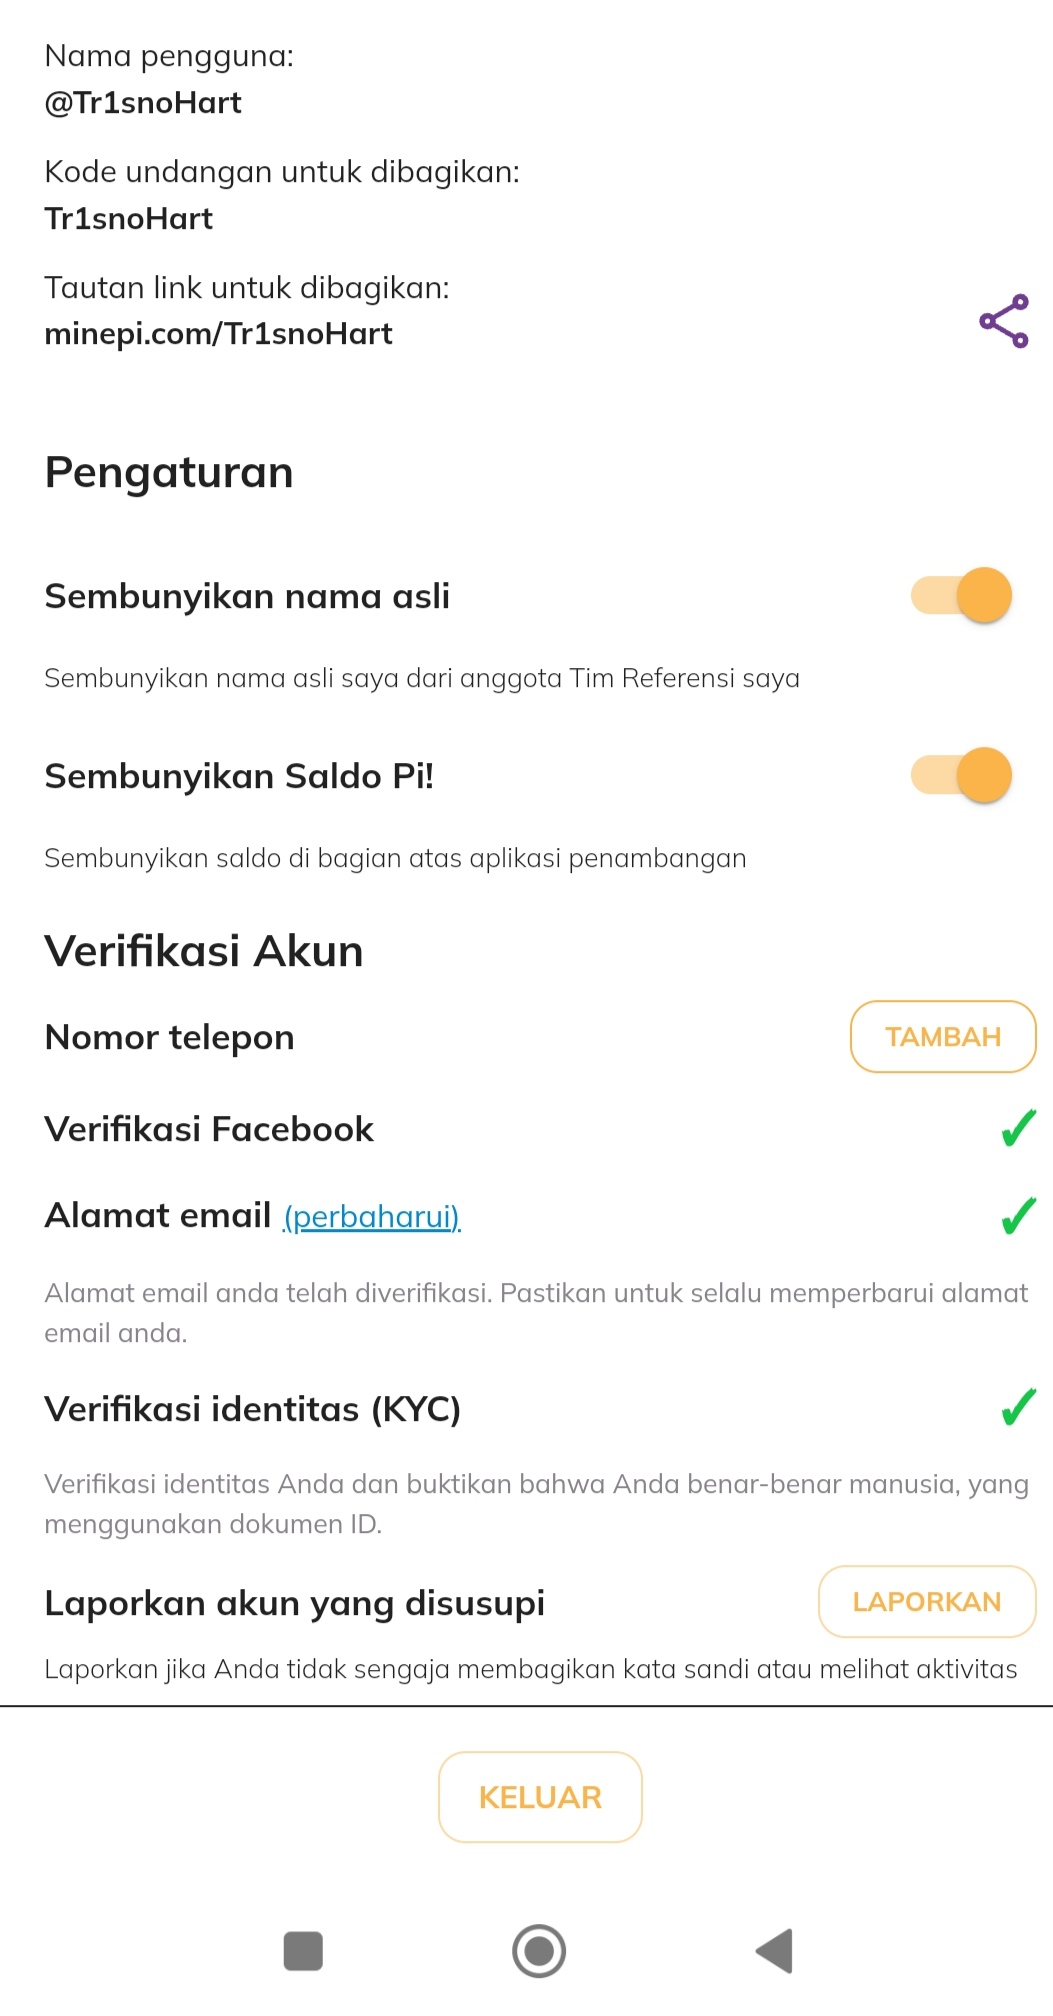 Nama pengguna:
@Tr1snoHart
Kode undangan untuk dibagikan:
Tr1snoHart
Tautan link untuk dibagikan:
minepi.com/Tr1snoHart
Pengaturan
Sembunyikan nama asli
Sembunyikan nama asli saya dari anggota Tim Referensi saya
Sembunyikan Saldo Pi!
Sembunyikan saldo di bagian atas aplikasi penambangan
Verifikasi Akun
Nomor telepon
TAMBAH
Verifikasi Facebook
Alamat email (perbaharui)
Alamat email anda telah diverifikasi. Pastikan untuk selalu memperbarui alamat
email anda.
Verifikasi identitas (KYC)
Verifikasi identitas Anda dan buktikan bahwa Anda benar-benar manusia, yang
menggunakan dokumen ID.
Laporkan akun yang disusupi
LAPORKAN
Laporkan jika Anda tidak sengaja membagikan kata sandi atau melihat aktivitas
KELUAR